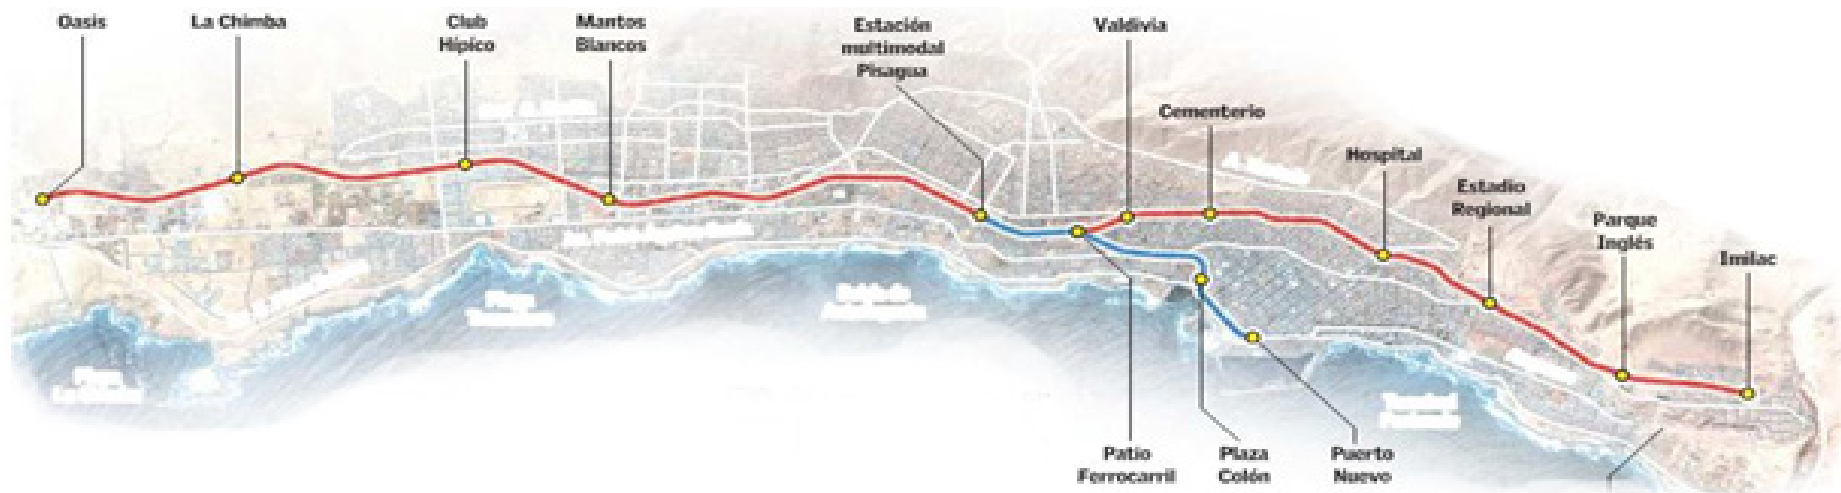 Oasis
La Chimba
Club
Hípico
Mantos
Blancos
Estación
multimodal
Pisagua
Valdivia
Cementerio
Hospital
Estadio
Regional
Parque
Inglés
Imilac
Patio
Ferrocarril
Plaza
Colón
Puerto
Nuevo